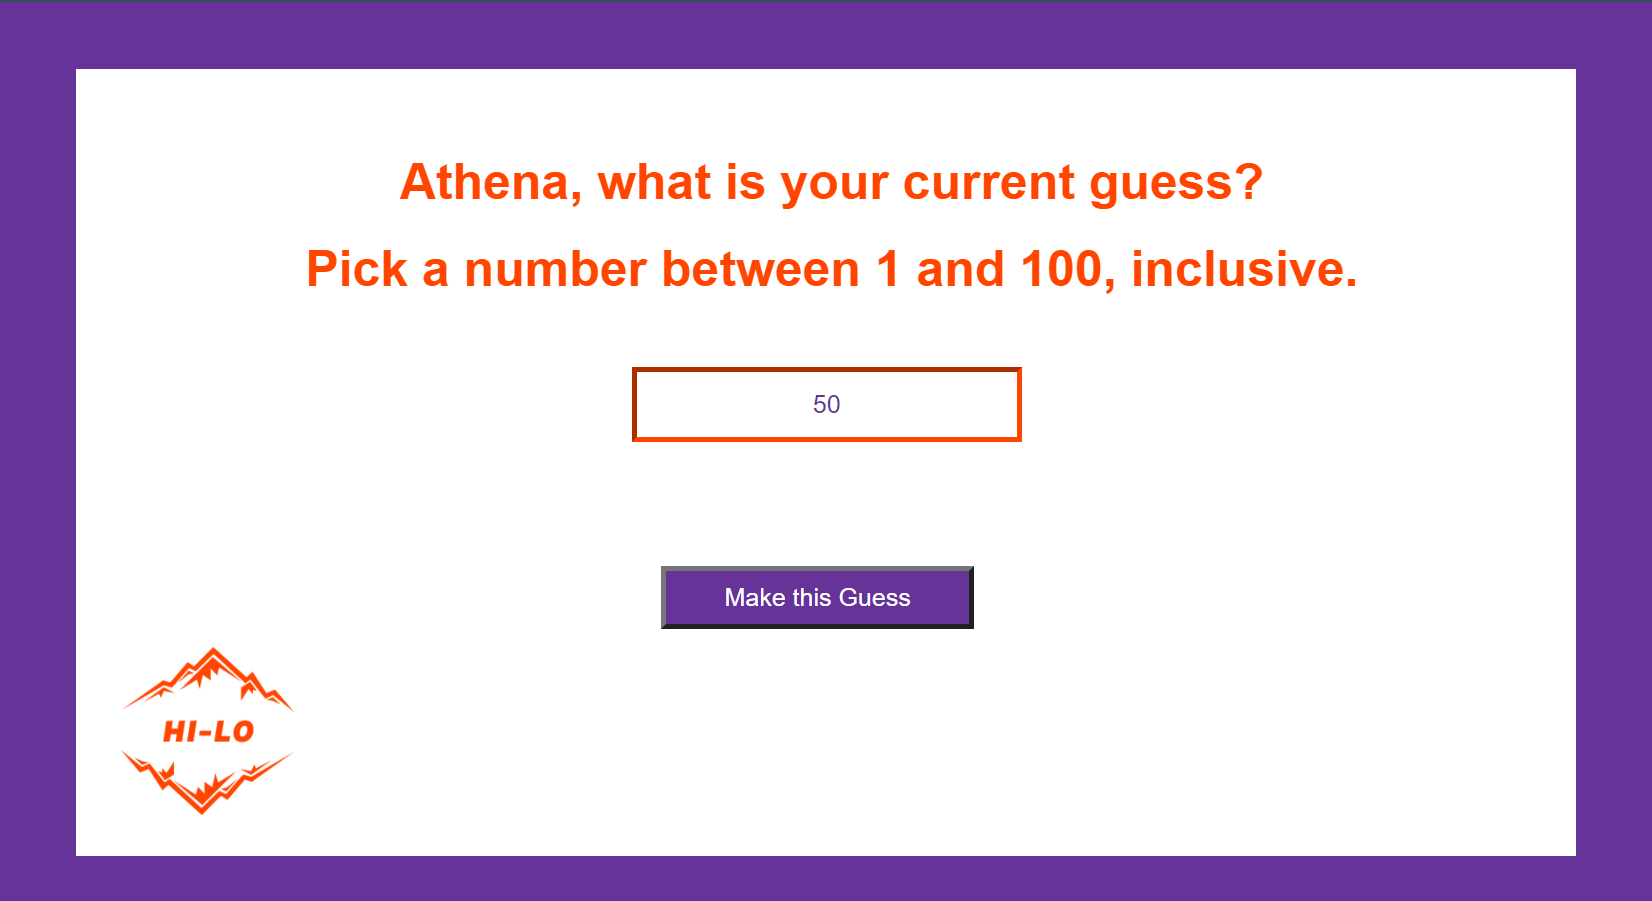 Athena, what is your current guess?
Pick a number between 1 and 100, inclusive.
50
Make this Guess
HI-LO